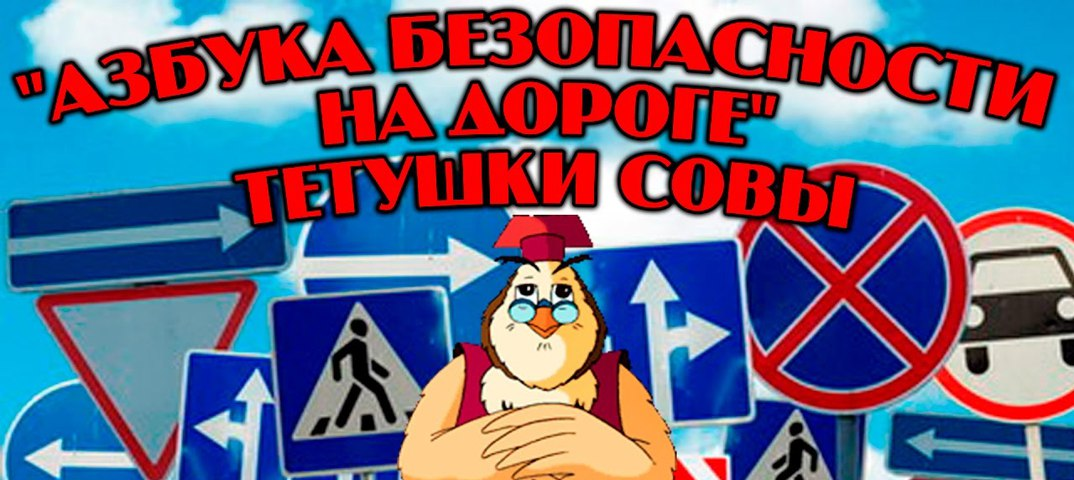 "АЗБУКА БЕЗОПАСНОСТИ
НА ДОРОГЕ"
ТЕТУШКИ СОВЫ